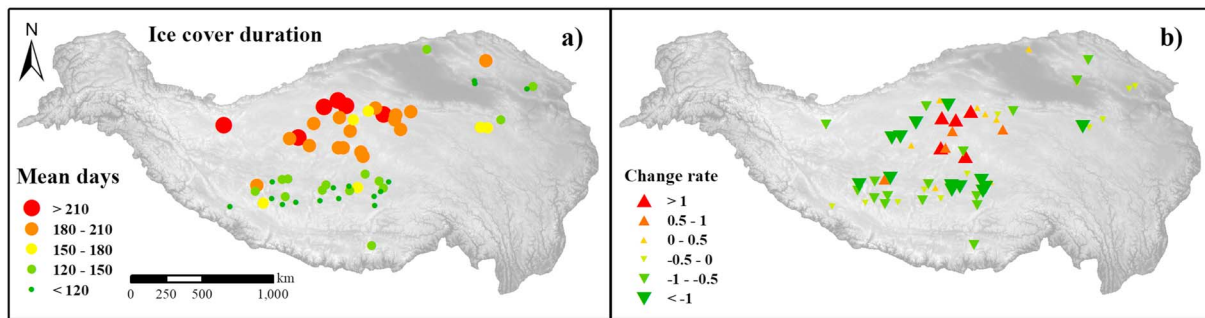 N
Ice cover duration
a)
Mean days
> 210
180 - 210
150 - 180
120 - 150
< 120
km
0 250 500 1,000
b)
Change rate
> 1
0.5 - 1
0 - 0.5
-0.5 - 0
-1 - -0.5
< -1